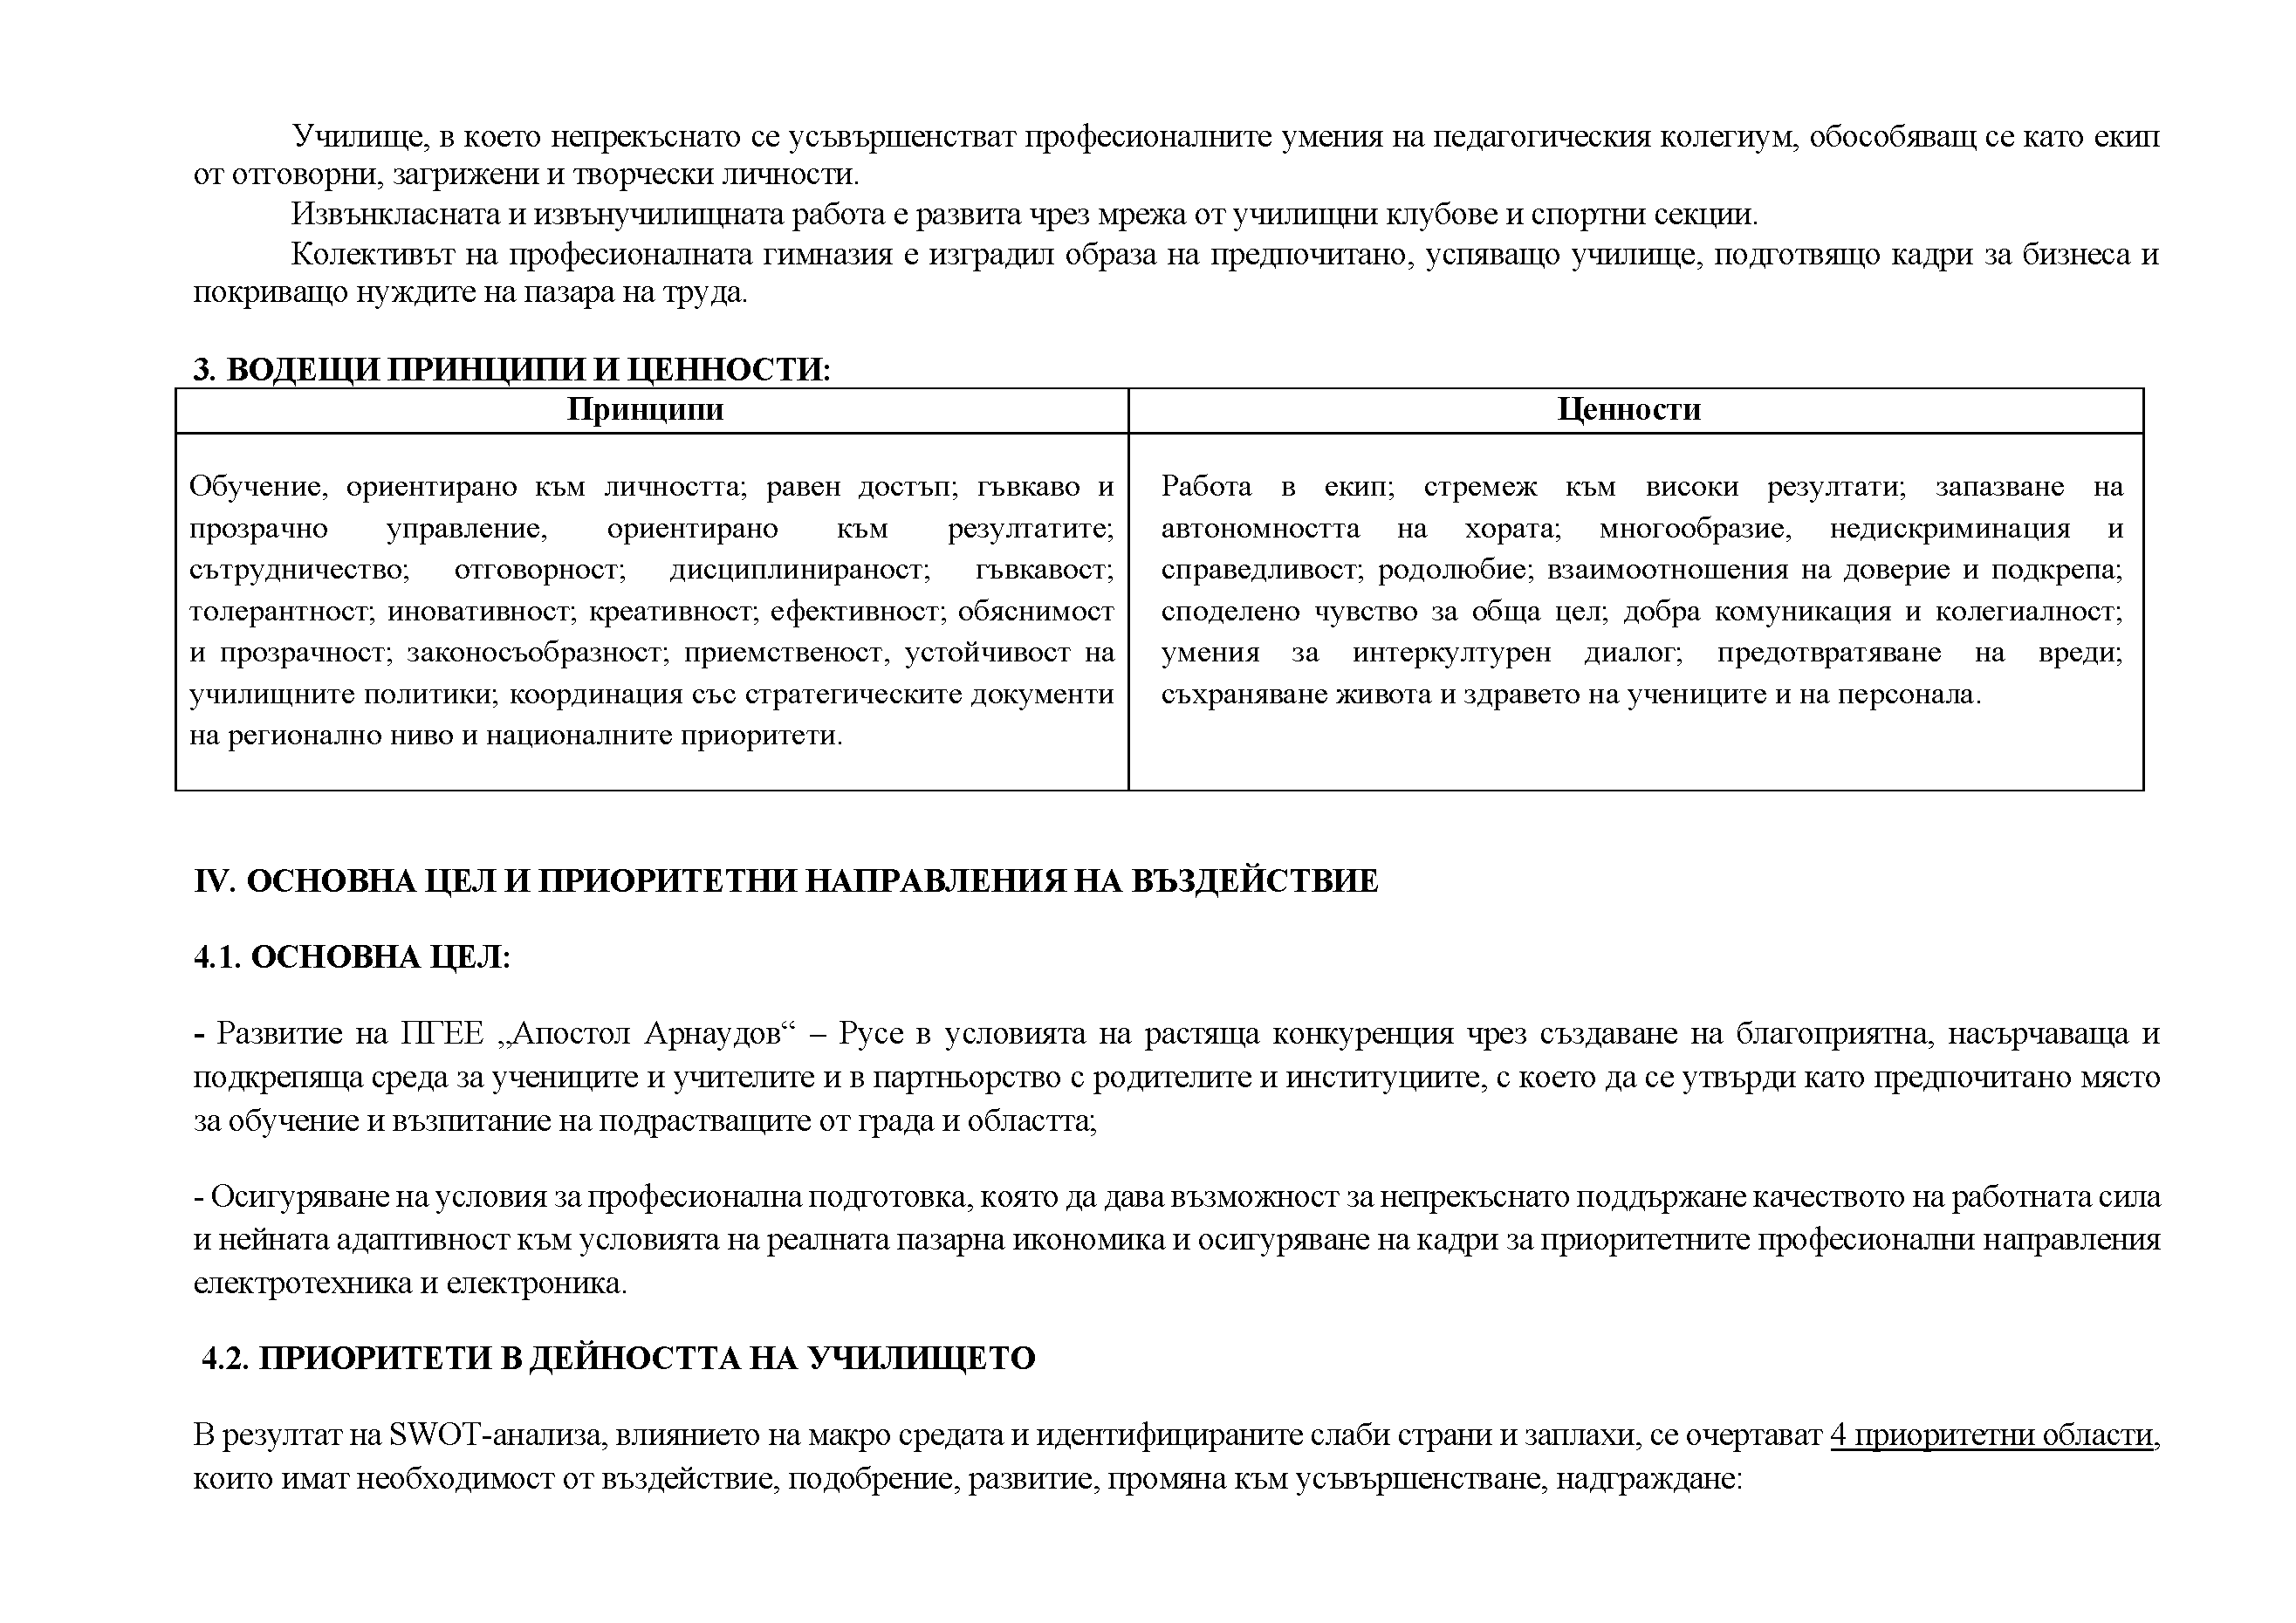 Училище, в което непрекъснато се усъвършенстват професионалните умения на педагогическия колегиум, обособяващ се като екип
от отговорни, загрижени и творчески личности.
Извънкласната и извънучилищната работа е развита чрез мрежа от училищни клубове и спортни секции.
Колективът на професионалната гимназия е изградил образа на предпочитано, успяващо училище, подготвящо кадри за бизнеса и
покриващо нуждите на пазара на труда.
3. ВОДЕЩИ ПРИНЦИПИ И ЦЕННОСТИ:
Принципи
Обучение, ориентирано към личността; равен достъп; гъвкаво и
прозрачно управление, ориентирано към резултатите;
сътрудничество; отговорност; дисциплинираност; гъвкавост;
толерантност; иновативност; креативност; ефективност; обяснимост
и прозрачност; законосъобразност; приемственост, устойчивост на
училищните политики; координация със стратегическите документи
на регионално ниво и националните приоритети.
Ценности
Работа в екип; стремеж към високи резултати; запазване на
автономността на хората; многообразие, недискриминация и
справедливост; родолюбие; взаимоотношения на доверие и подкрепа;
споделено чувство за обща цел; добра комуникация и колегиалност;
умения за интеркултурен диалог; предотвратяване на вреди;
съхраняване живота и здравето на учениците и на персонала.
IV. ОСНОВНА ЦЕЛ И ПРИОРИТЕТНИ НАПРАВЛЕНИЯ НА ВЪЗДЕЙСТВИЕ
4.1. ОСНОВНА ЦЕЛ:
- Развитие на ПГЕЕ „Апостол Арнаудов“ – Русе в условията на растяща конкуренция чрез създаване на благоприятна, насърчаваща и
подкрепяща среда за учениците и учителите и в партньорство с родителите и институциите, с което да се утвърди като предпочитано място
за обучение и възпитание на подрастващите от града и областта;
- Осигуряване на условия за професионална подготовка, която да дава възможност за непрекъснато поддържане качеството на работната сила
и нейната адаптивност към условията на реалната пазарна икономика и осигуряване на кадри за приоритетните професионални направления
електротехника и електроника.
4.2. ПРИОРИТЕТИ В ДЕЙНОСТТА НА УЧИЛИЩЕТО
В резултат на SWOT-анализа, влиянието на макро средата и идентифицираните слаби страни и заплахи, се очертават 4 приоритетни области,
които имат необходимост от въздействие, подобрение, развитие, промяна към усъвършенстване, надграждане: